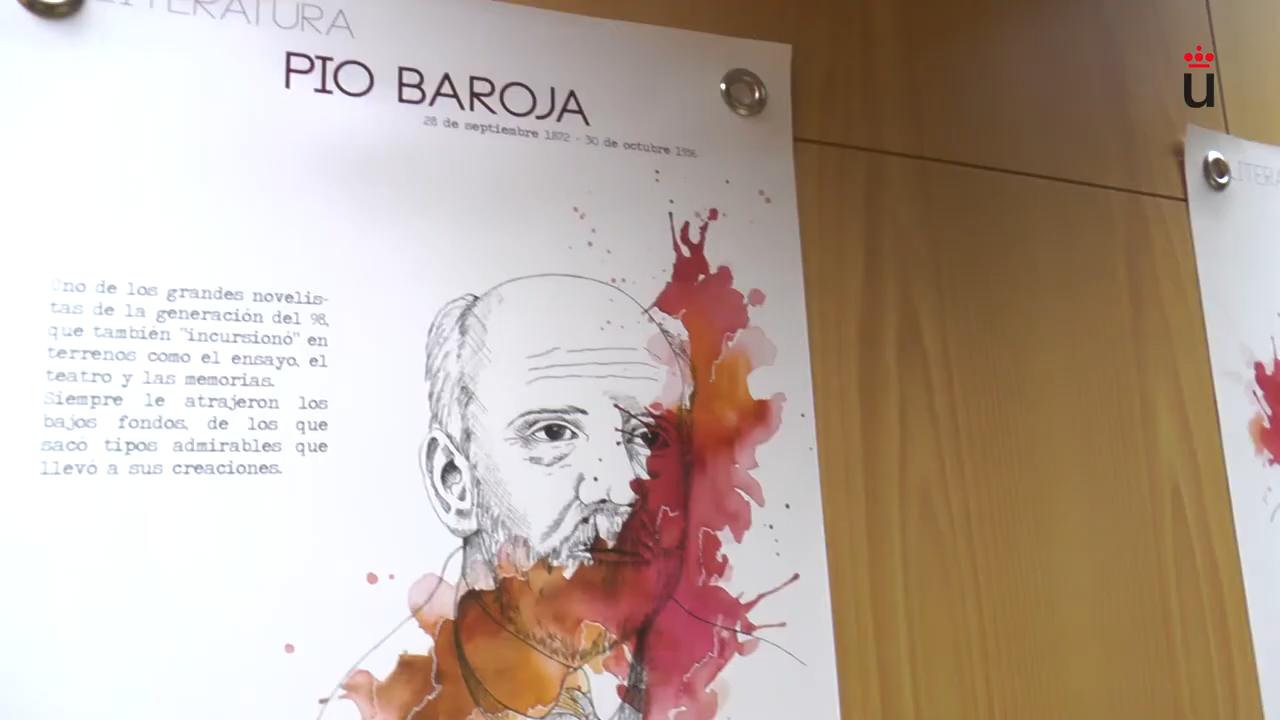 LITERATURA
PIO BAROJA
28 de septiembre 1872 - 30 de octubre 1956
Uno de los grandes novelis-
tas de la generación del 98,
que también "incursionó" en
terrenos como el ensayo, el
teatro y las memorias.
Siempre le atrajeron los
bajos fondos, de los que
sacó tipos admirables que
llevó a sus creaciones.
u
LITERA